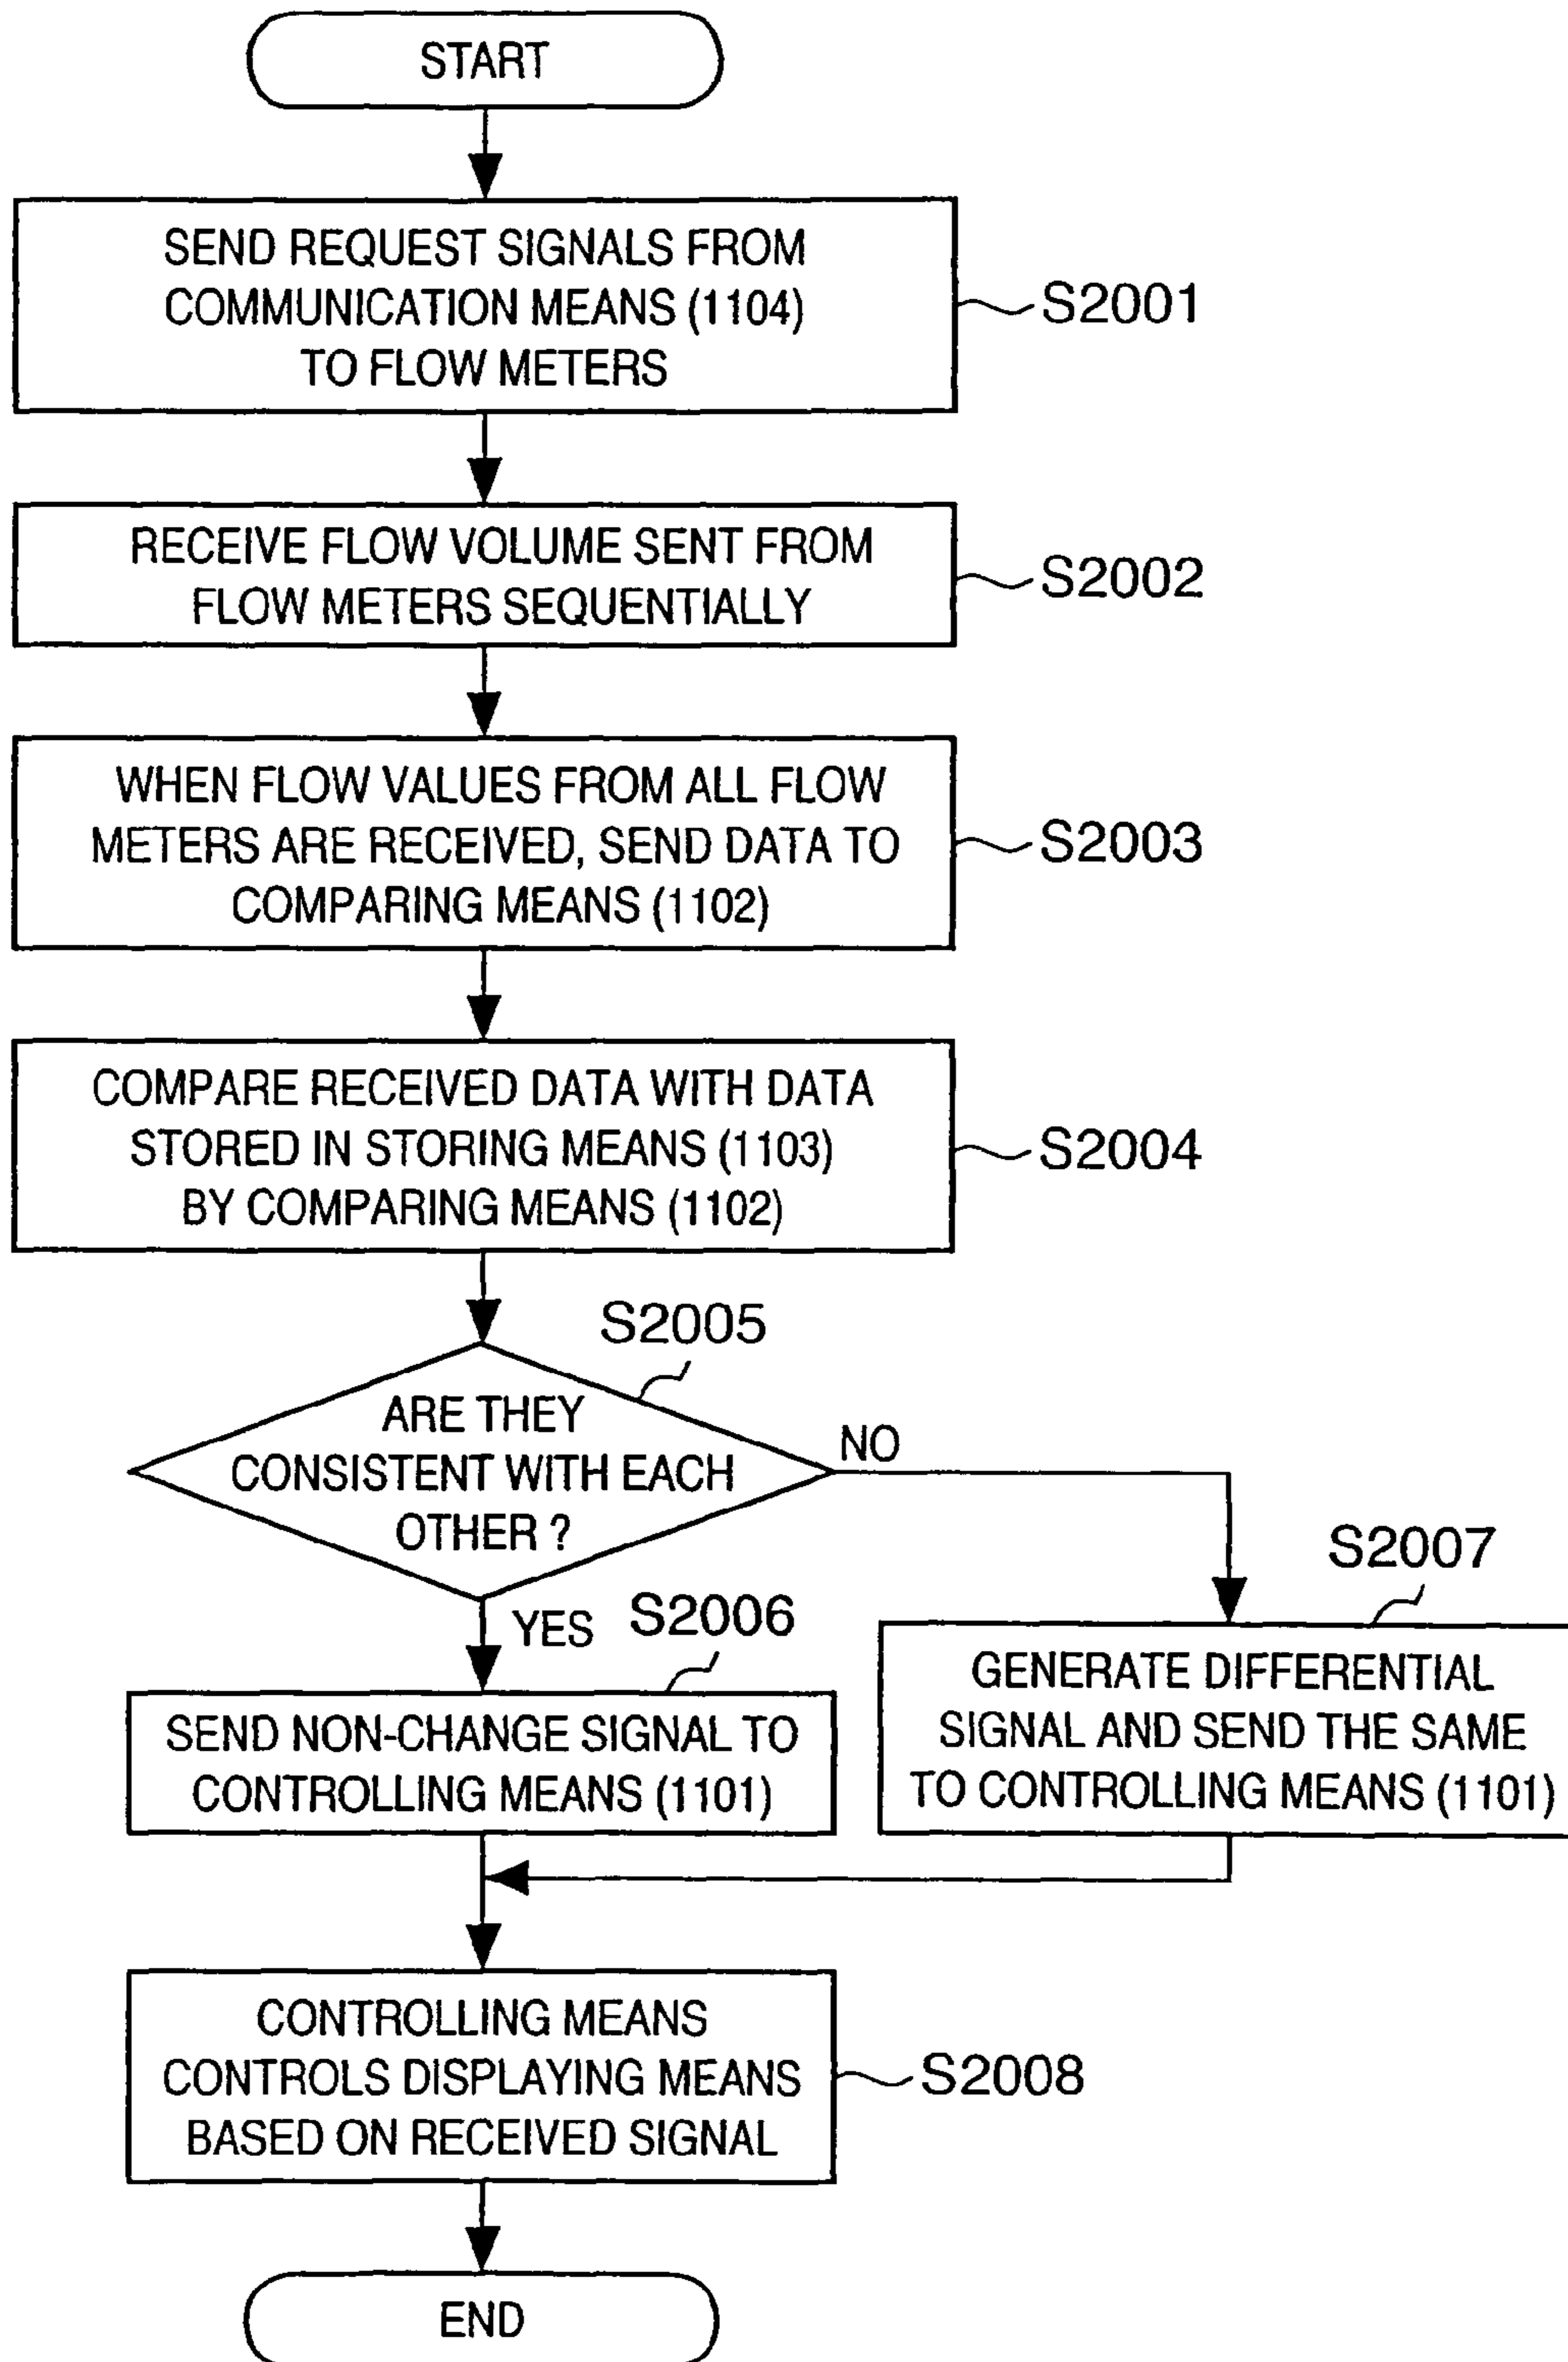 START
SEND REQUEST SIGNALS FROM
COMMUNICATION MEANS (1104)
TO FLOW METERS
S2001
RECEIVE FLOW VOLUME SENT FROM
FLOW METERS SEQUENTIALLY
S2002
WHEN FLOW VALUES FROM ALL FLOW
METERS ARE RECEIVED, SEND DATA TO
COMPARING MEANS (1102)
S2003
COMPARE RECEIVED DATA WITH DATA
STORED IN STORING MEANS (1103)
BY COMPARING MEANS (1102)
S2004
S2005
ARE THEY
CONSISTENT WITH EACH
OTHER ?
NO
YES
S2006
SEND NON-CHANGE SIGNAL TO
CONTROLLING MEANS (1101)
S2007
GENERATE DIFFERENTIAL
SIGNAL AND SEND THE SAME
TO CONTROLLING MEANS (1101)
CONTROLLING MEANS
CONTROLS DISPLAYING MEANS
BASED ON RECEIVED SIGNAL
S2008
END